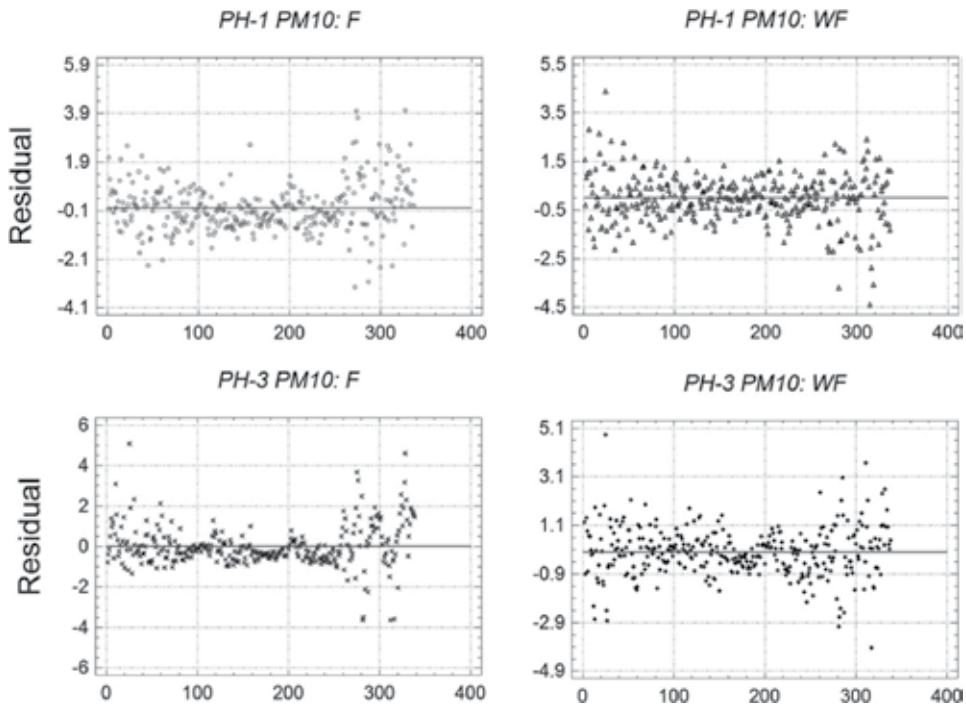 PH-1 PM10: F
PH-1 PM10: WF
Residual
5.9
3.9
1.9
-0.1
-2.1
-4.1
0 100 200 300 400
5.5
3.5
1.5
-0.5
-2.5
-4.5
0 100 200 300 400
PH-3 PM10: F
PH-3 PM10: WF
Residual
6
4
2
0
-2
-4
-6
0 100 200 300 400
5.1
3.1
1.1
-0.9
-2.9
-4.9
0 100 200 300 400